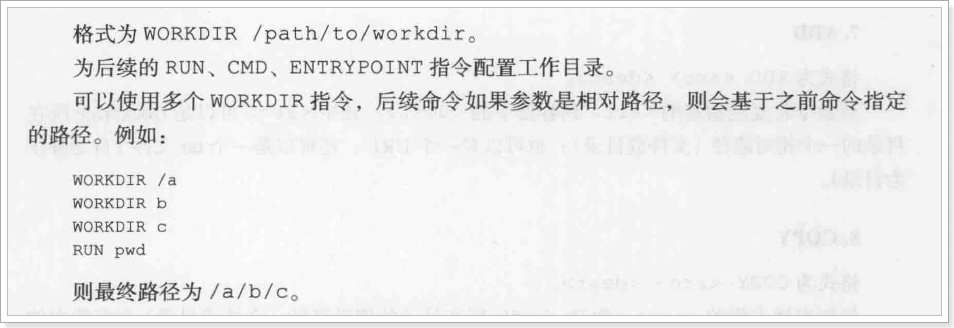 格式为 WORKDIR /path/to/workdir。
为后续的 RUN、CMD、ENTRYPOINT 指令配置工作目录。
可以使用多个 WORKDIR 指令，后续命令如果参数是相对路径，则会基于之前命令指定
的路径。例如：
WORKDIR /a
WORKDIR b
WORKDIR c
RUN pwd
则最终路径为 /a/b/c。